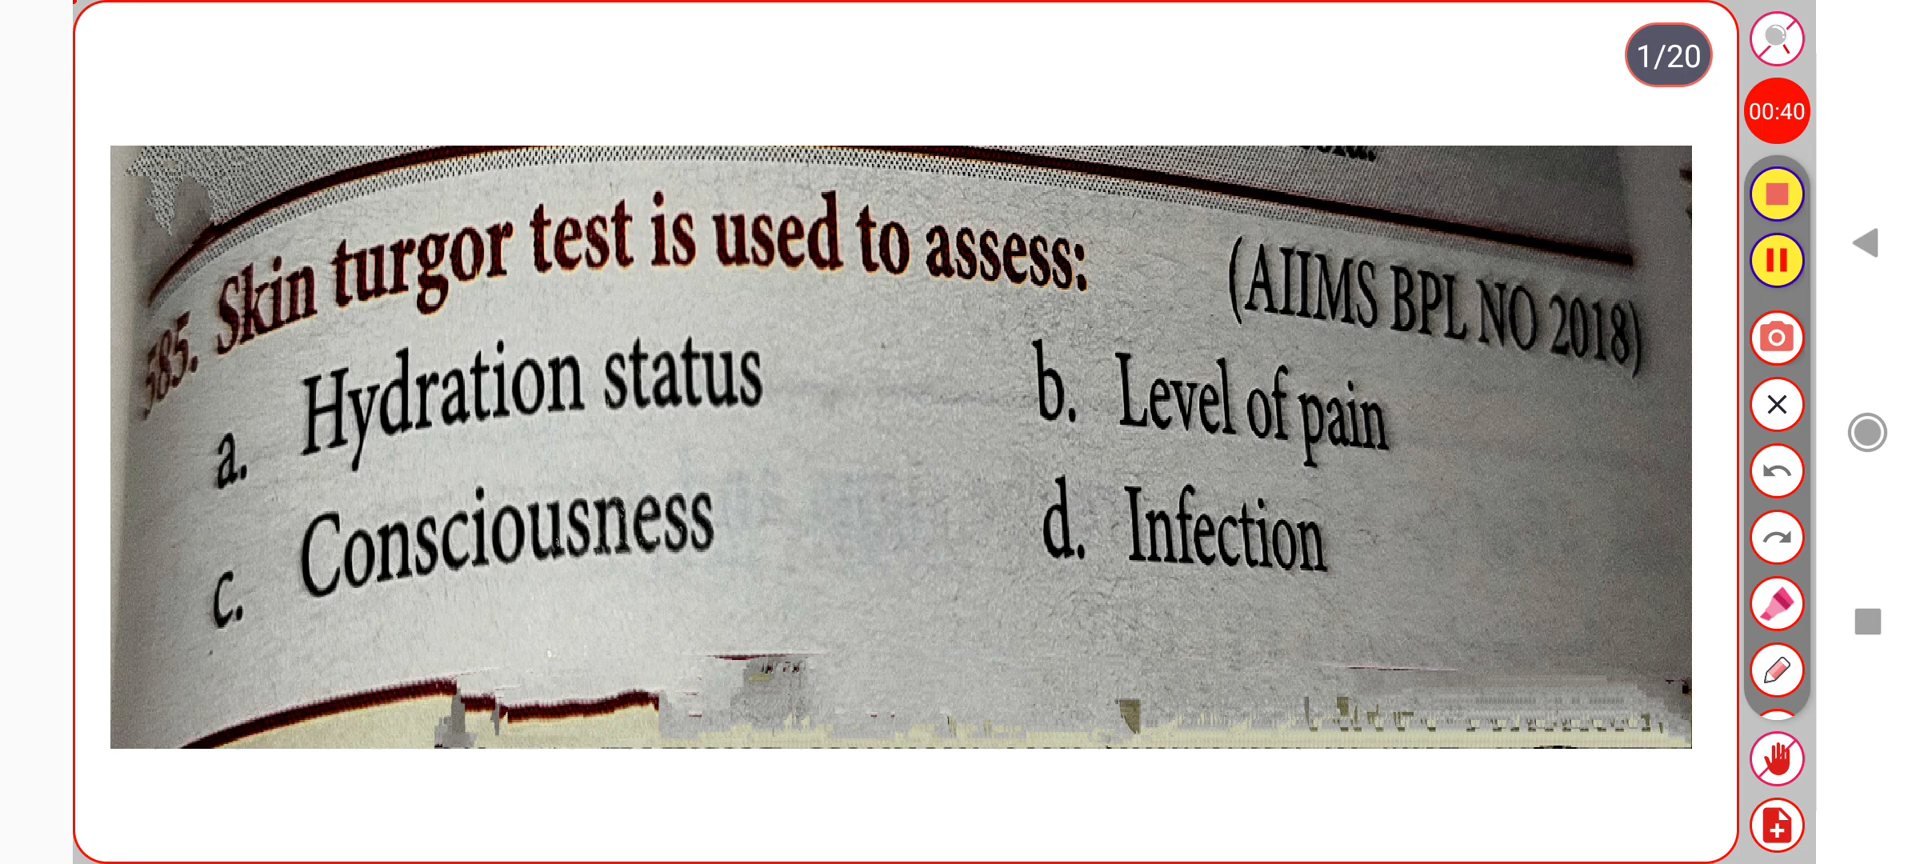 1/20
00:40
585. Skin turgor test is used to assess:
(AIIMS BPL NO 2018)
a. Hydration status
b. Level of pain
c. Consciousness
d. Infection